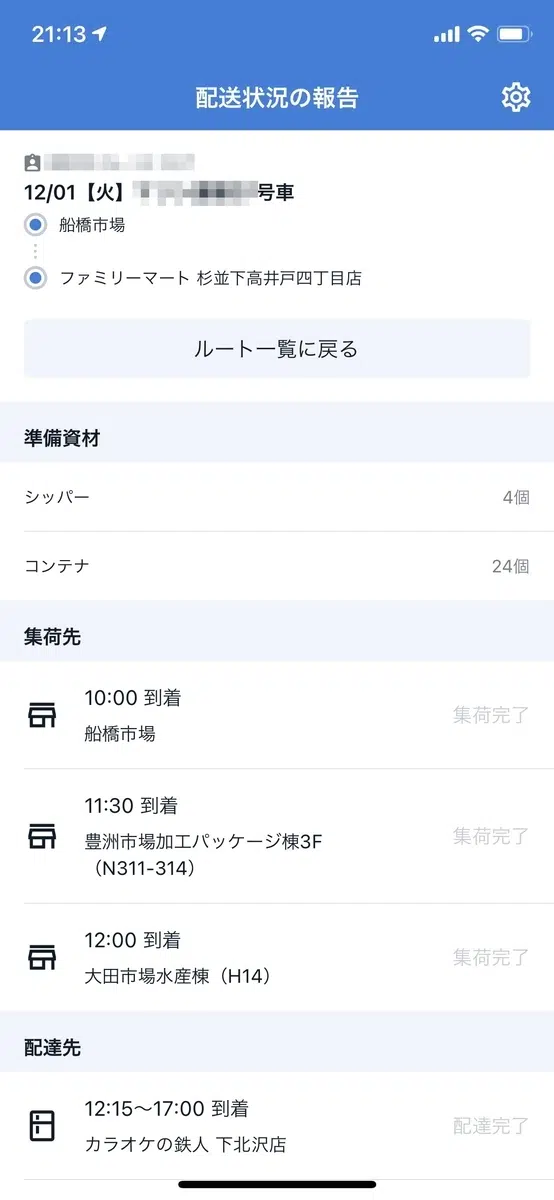 21:13
配送状況の報告
12/01【火】 号車
船橋市場
ファミリーマート 杉並下高井戸四丁目店
ルート一覧に戻る
準備資材
シッパー 4個
コンテナ 24個
集荷先
10:00 到着
船橋市場
集荷完了
11:30 到着
豊洲市場加工パッケージ棟3F
（N311-314）
集荷完了
12:00 到着
大田市場水産棟（H14）
集荷完了
配達先
12:15〜17:00 到着
カラオケの鉄人 下北沢店
配達完了